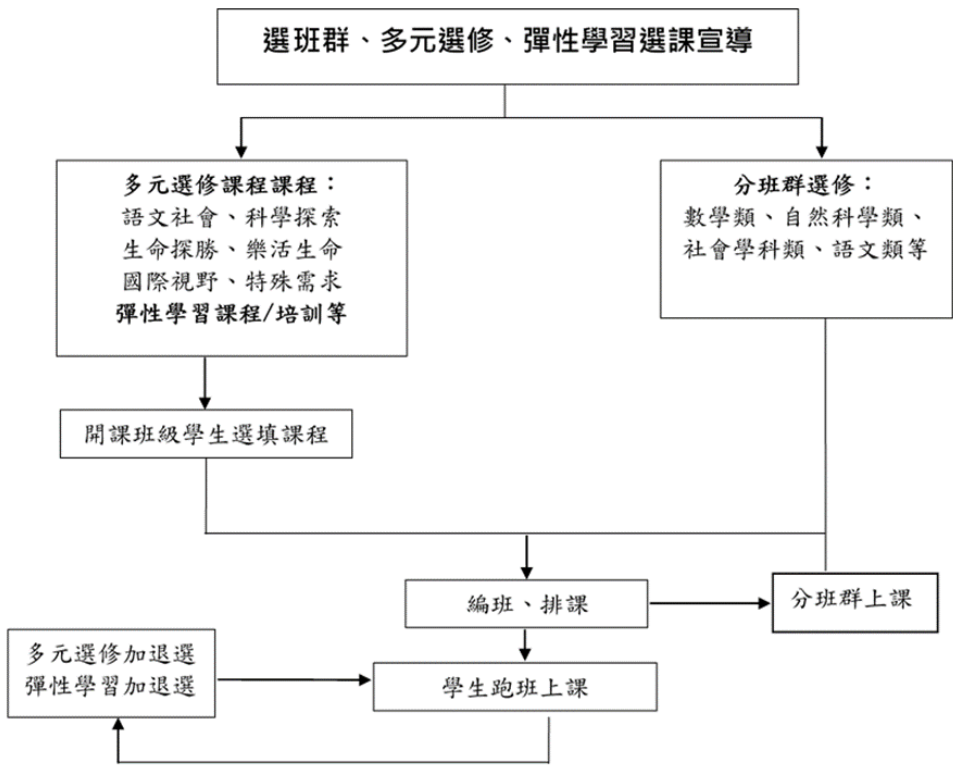 選班群、多元選修、彈性學習選課宣導
多元選修課程課程：
語文社會、科學探索
生命探勝、樂活生命
國際視野、特殊需求
彈性學習課程/培訓等
分班群選修：
數學類、自然科學類、
社會學科類、語文類等
開課班級學生選填課程
編班、排課
分班群上課
多元選修加退選
彈性學習加退選
學生跑班上課